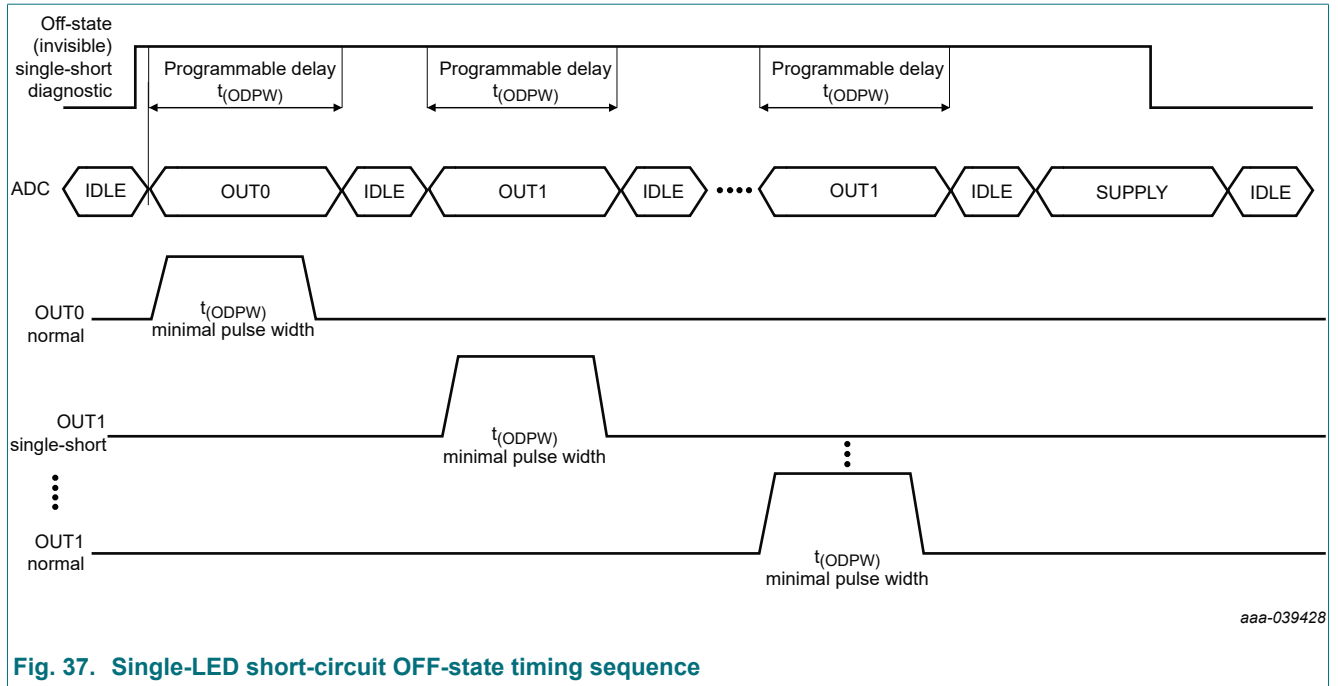 Off-state
(invisible)
single-short
diagnostic
Programmable delay
t(ODPW)
Programmable delay
t(ODPW)
Programmable delay
t(ODPW)
ADC
IDLE
OUT0
IDLE
OUT1
IDLE
OUT1
IDLE
SUPPLY
IDLE
OUT0
normal
t(ODPW)
minimal pulse width
OUT1
single-short
t(ODPW)
minimal pulse width
OUT1
normal
t(ODPW)
minimal pulse width
aaa-039428
Fig. 37. Single-LED short-circuit OFF-state timing sequence